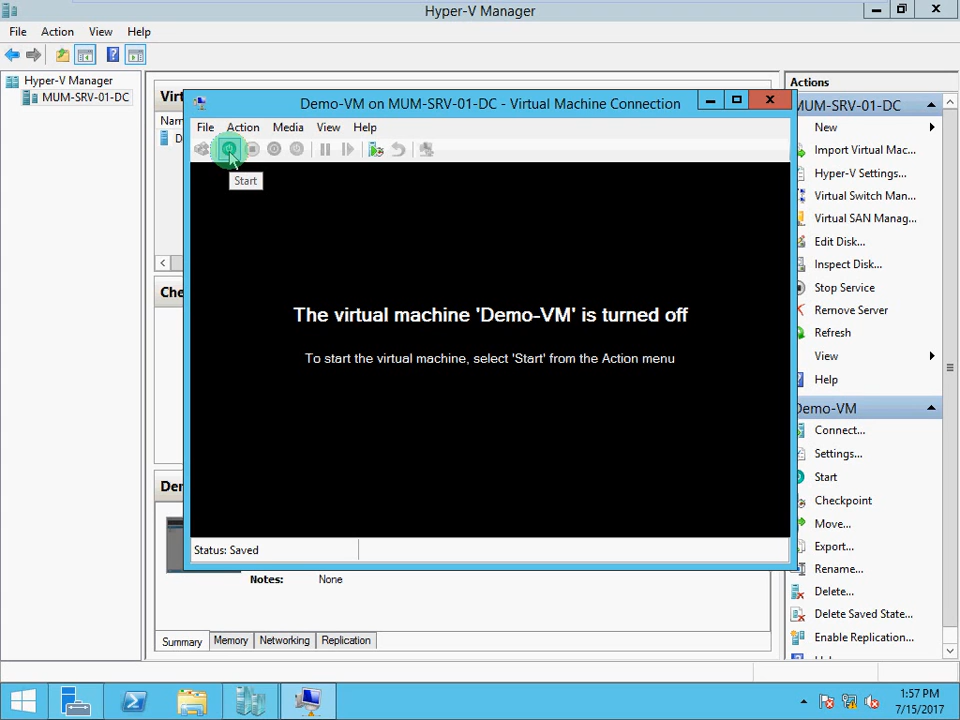 Hyper-V Manager
File Action View Help
Hyper-V Manager
MUM-SRV-01-DC
Demo-VM on MUM-SRV-01-DC - Virtual Machine Connection
File Action Media View Help
Start
The virtual machine 'Demo-VM' is turned off
To start the virtual machine, select 'Start' from the Action menu
Status: Saved
Notes: None
Summary Memory Networking Replication
Actions
MUM-SRV-01-DC
New
Import Virtual Mac...
Hyper-V Settings...
Virtual Switch Man...
Virtual SAN Manag...
Edit Disk...
Inspect Disk...
Stop Service
Remove Server
Refresh
View
Help
Demo-VM
Connect...
Settings...
Start
Checkpoint
Move...
Export...
Rename...
Delete...
Delete Saved State...
Enable Replication...
1:57 PM
7/15/2017